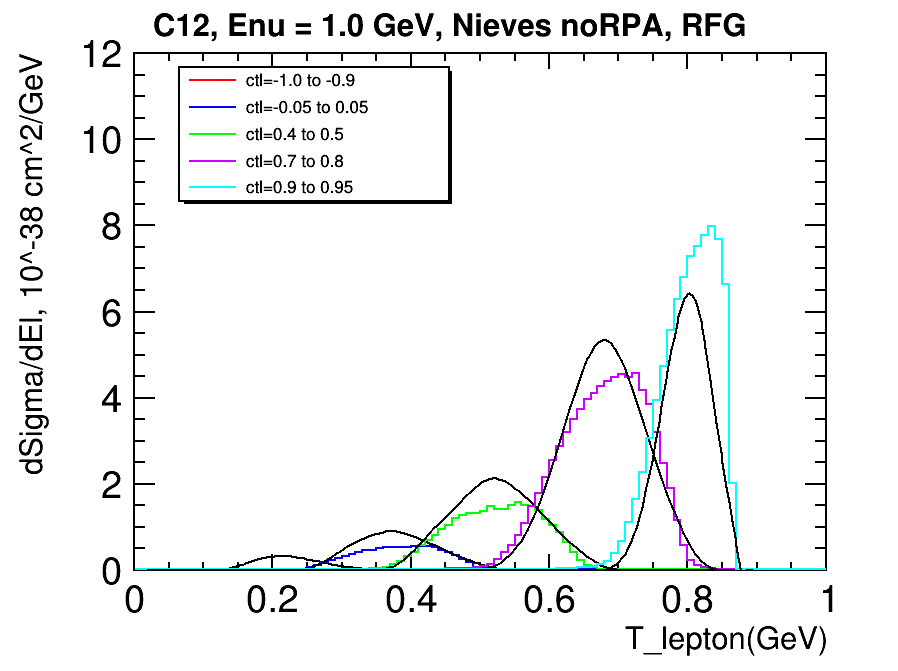 C12, Enu = 1.0 GeV, Nieves noRPA, RFG
dSigma/dEl, 10^-38 cm^2/GeV
12
10
8
6
4
2
0
ctl=-1.0 to -0.9
ctl=-0.05 to 0.05
ctl=0.4 to 0.5
ctl=0.7 to 0.8
ctl=0.9 to 0.95
0 0.2 0.4 0.6 0.8 1
T_lepton(GeV)